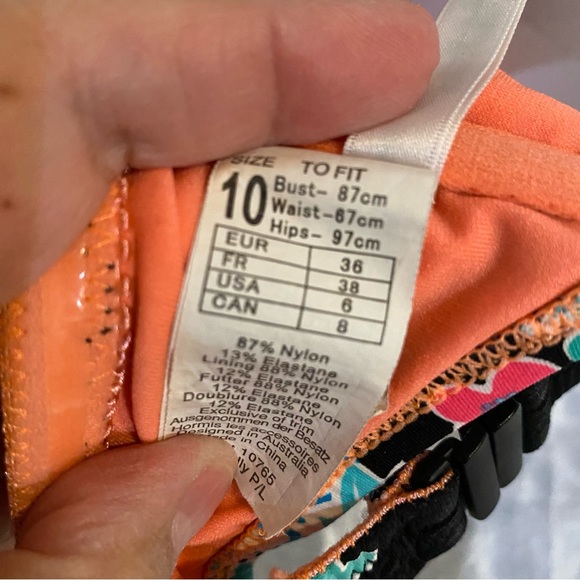 SIZE TO FIT
10 Bust- 87cm
Waist-67cm
Hips- 97cm
EUR 36
FR 38
USA 6
CAN 8
87% Nylon
13% Elastane
Lining 88% Nylon
12% Elastane
Futter 88% Nylon
12% Elastane
Doublure 88% Nylon
12% Elastane
Exclusive of trim
Ausgenommen der Besatz
Hormis les accessoires
Designed in Australia
Made in China
10765
P/L